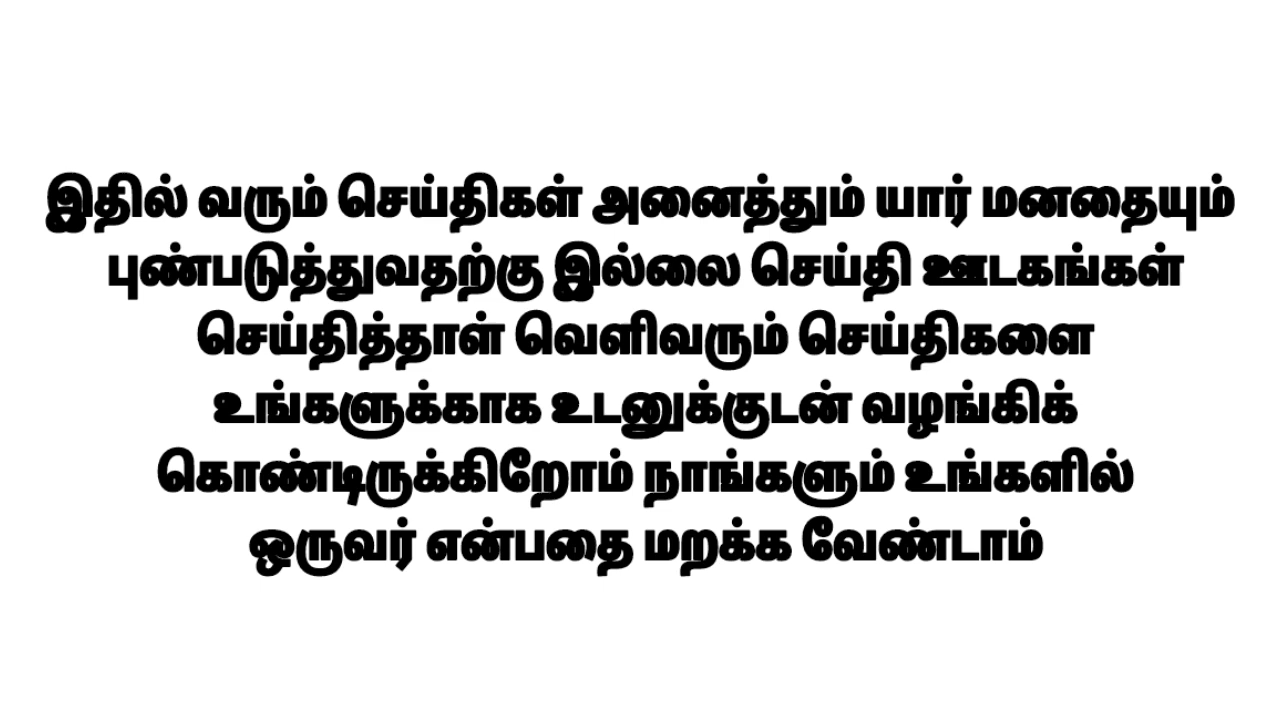 இதில் வரும் செய்திகள் அனைத்தும் யார் மனதையும்
புண்படுத்துவதற்கு இல்லை செய்தி ஊடகங்கள்
செய்தித்தாள் வெளிவரும் செய்திகளை
உங்களுக்காக உடனுக்குடன் வழங்கிக்
கொண்டிருக்கிறோம் நாங்களும் உங்களில்
ஒருவர் என்பதை மறக்க வேண்டாம்